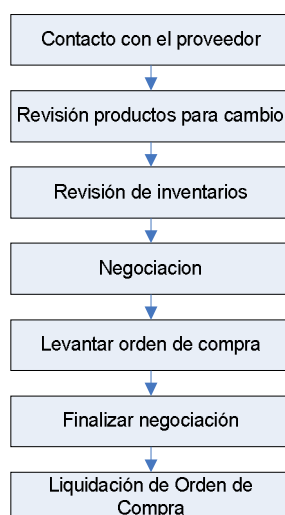 Contacto con el proveedor
Revisión productos para cambio
Revisión de inventarios
Negociacion
Levantar orden de compra
Finalizar negociación
Liquidación de Orden de
Compra